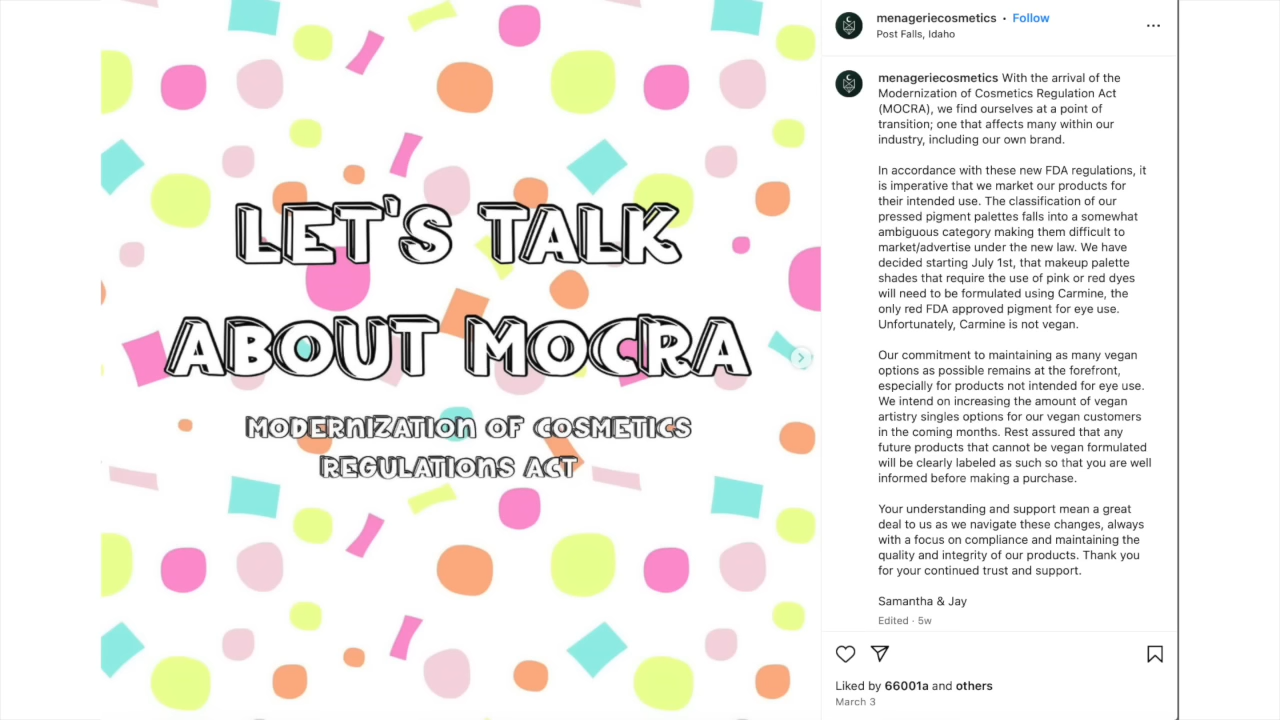 LET'S TALK
ABOUT MOCRA
MODERNIZATION OF COSMETICS
REGULATIONS ACT
menageriecosmetics • Follow
Post Falls, Idaho
menageriecosmetics With the arrival of the
Modernization of Cosmetics Regulation Act
(MOCRA), we find ourselves at a point of
transition; one that affects many within our
industry, including our own brand.
In accordance with these new FDA regulations, it
is imperative that we market our products for
their intended use. The classification of our
pressed pigment palettes falls into a somewhat
ambiguous category making them difficult to
market/advertise under the new law. We have
decided starting July 1st, that makeup palette
shades that require the use of pink or red dyes
will need to be formulated using Carmine, the
only red FDA approved pigment for eye use.
Unfortunately, Carmine is not vegan.
Our commitment to maintaining as many vegan
options as possible remains at the forefront,
especially for products not intended for eye use.
We intend on increasing the amount of vegan
artistry singles options for our vegan customers
in the coming months. Rest assured that any
future products that cannot be vegan formulated
will be clearly labeled as such so that you are well
informed before making a purchase.
Your understanding and support mean a great
deal to us as we navigate these changes, always
with a focus on compliance and maintaining the
quality and integrity of our products. Thank you
for your continued trust and support.
Samantha & Jay
Edited · 5w
Liked by 66001a and others
March 3